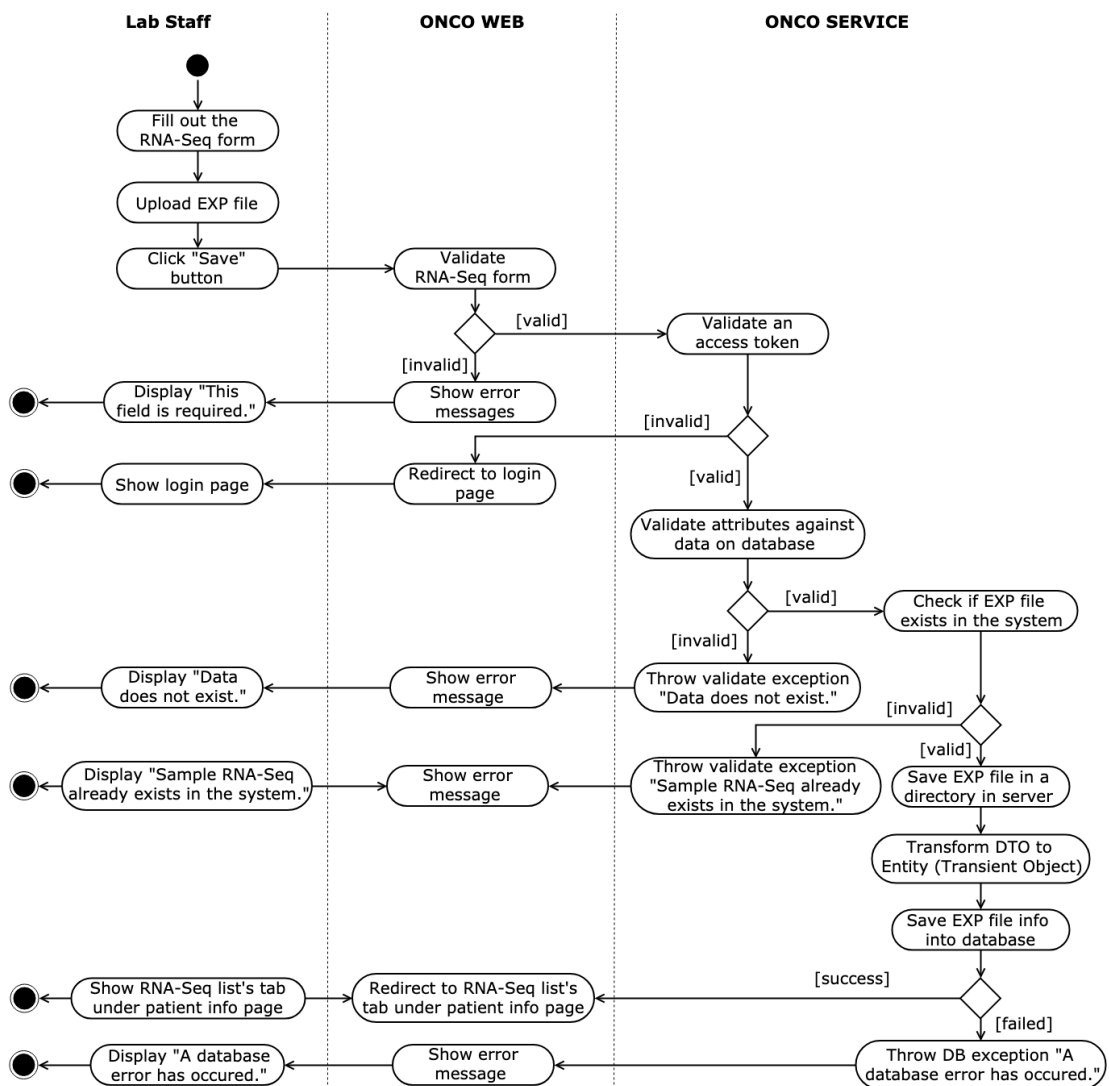 Lab Staff
ONCO WEB
ONCO SERVICE
Fill out the
RNA-Seq form
Upload EXP file
Click "Save"
button
Validate
RNA-Seq form
[valid]
Validate an
access token
[invalid]
Display "This
field is required."
Show error
messages
[invalid]
Show login page
Redirect to login
page
[valid]
Validate attributes against
data on database
[valid]
Check if EXP file
exists in the system
[invalid]
Display "Data
does not exist."
Show error
message
Throw validate exception
"Data does not exist."
[invalid]
[valid]
Display "Sample RNA-Seq
already exists in the system."
Show error
message
Throw validate exception
"Sample RNA-Seq already
exists in the system."
Save EXP file in a
directory in server
Transform DTO to
Entity (Transient Object)
Save EXP file info
into database
[success]
Show RNA-Seq list's tab
under patient info page
Redirect to RNA-Seq list's
tab under patient info page
[failed]
Display "A database
error has occured."
Show error
message
Throw DB exception "A
database error has occured."